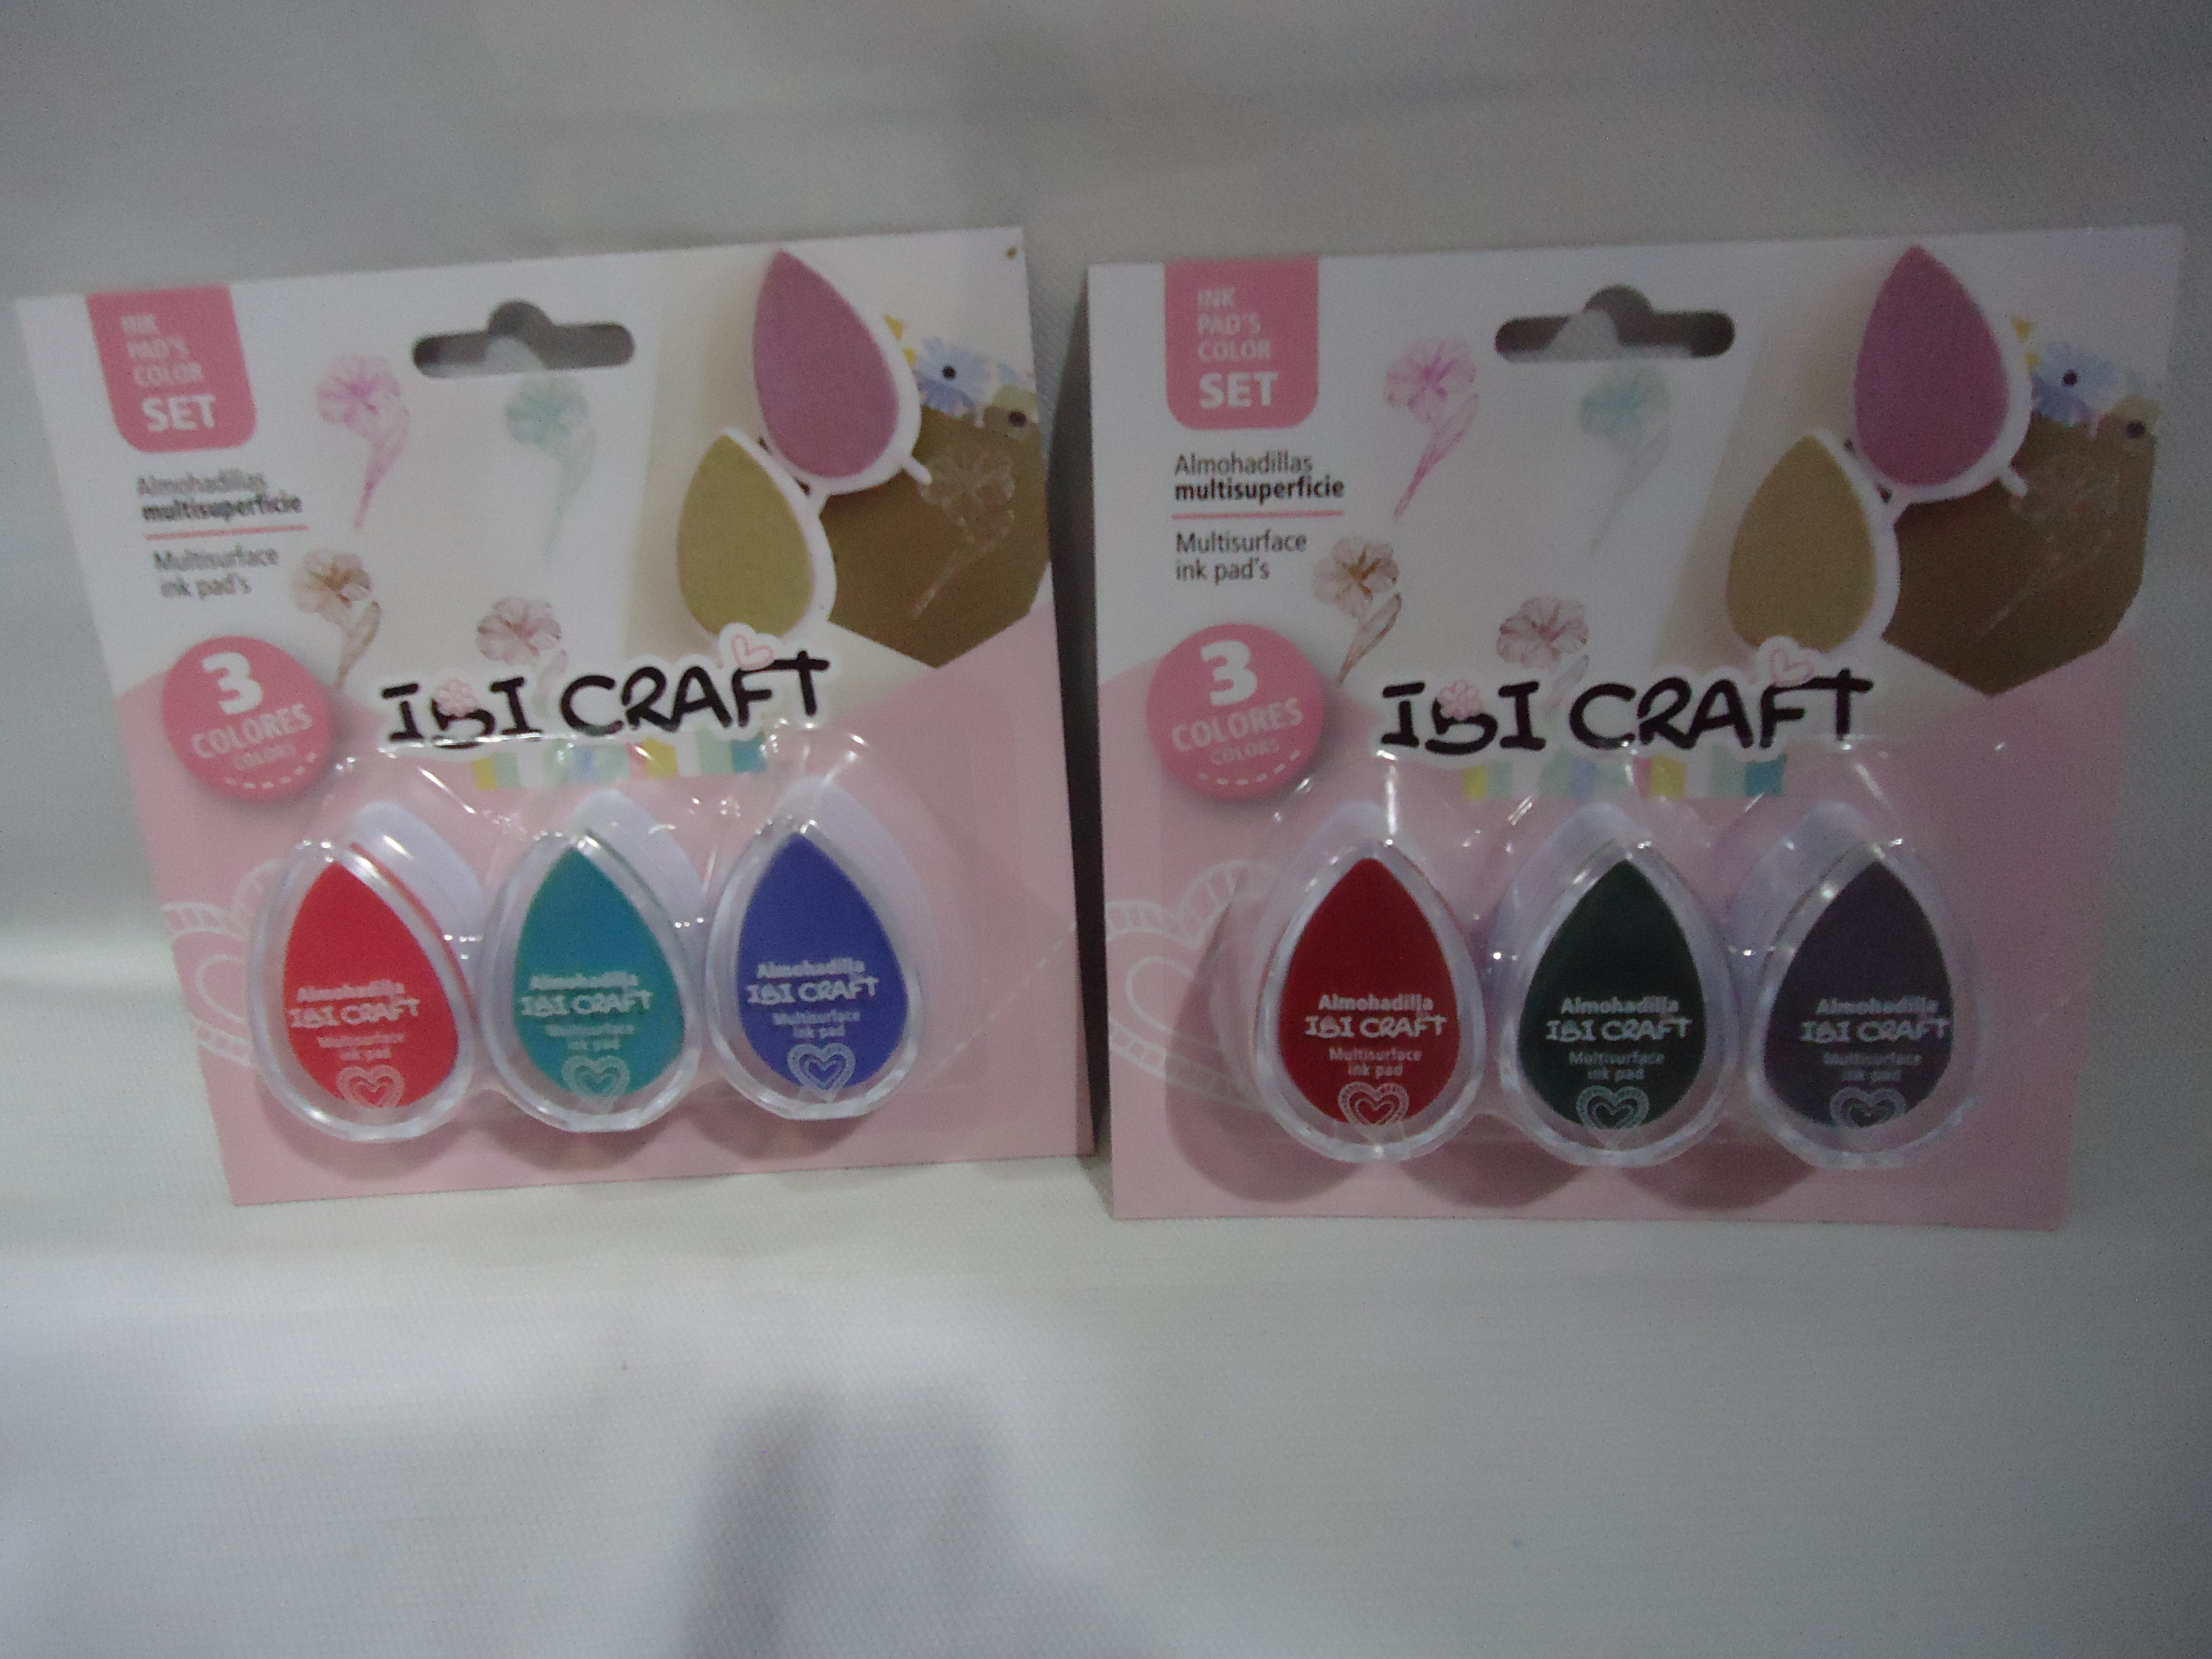 INK
PAD'S
COLOR
SET
Almohadillas
multisuperficie
Multisurface
ink pad's
3
COLORES
COLORS
IBI CRAFT
Almohadilla
IBI CRAFT
Multisurface
ink pad
Almohadilla
IBI CRAFT
Multisurface
ink pad
Almohadilla
IBI CRAFT
Multisurface
ink pad
INK
PAD'S
COLOR
SET
Almohadillas
multisuperficie
Multisurface
ink pad's
3
COLORES
COLORS
IBI CRAFT
Almohadilla
IBI CRAFT
Multisurface
ink pad
Almohadilla
IBI CRAFT
Multisurface
ink pad
Almohadilla
IBI CRAFT
Multisurface
ink pad